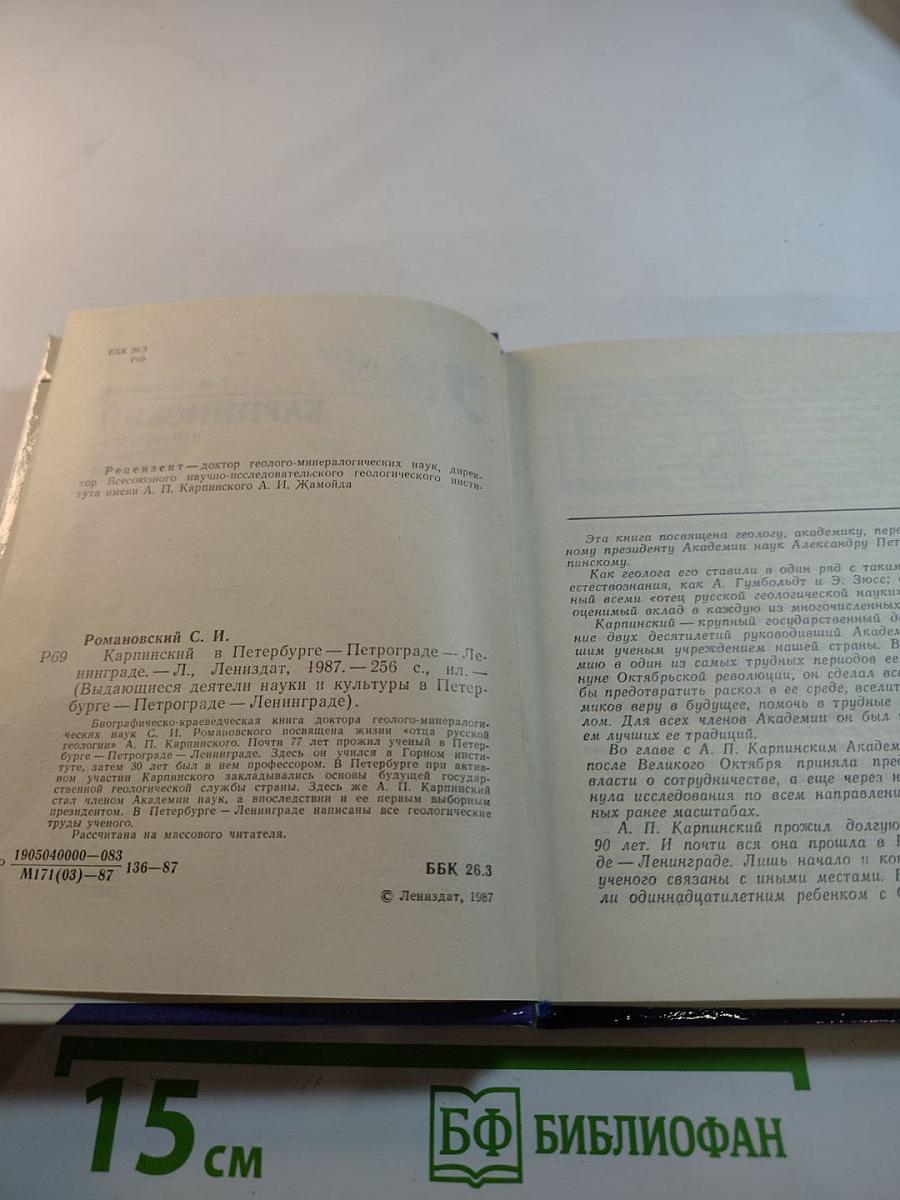 ББК 26.3
Р69
Рецензент — доктор геолого-минералогических наук, дирек-
тор Всесоюзного научно-исследовательского геологического инсти-
тута имени А. П. Карпинского А. И. Жамойда
Романовский С. И.
Р69 Карпинский в Петербурге — Петрограде — Ле-
нинграде. — Л., Лениздат, 1987. — 256 с., ил. —
(Выдающиеся деятели науки и культуры в Петер-
бурге — Петрограде — Ленинграде).
Биографическо-краеведческая книга доктора геолого-минералоги-
ческих наук С. И. Романовского посвящена жизни «отца русской
геологии» А. П. Карпинского. Почти 77 лет прожил ученый в Петер-
бурге — Петрограде — Ленинграде. Здесь он учился в Горном инсти-
туте, затем 30 лет был в нем профессором. В Петербурге при актив-
ном участии Карпинского закладывались основы будущей государ-
ственной геологической службы страны. Здесь же А. П. Карпинский
стал членом Академии наук, а впоследствии и ее первым выборным
президентом. В Петербурге — Ленинграде написаны все геологические
труды ученого.
Рассчитана на массового читателя.
Р 1905040000—083
М171(03)—87 136—87
ББК 26.3
© Лениздат, 1987
Эта книга посвящена геологу, академику, пер
ному президенту Академии наук Александру Пет
пинскому.
Как геолога его ставили в один ряд с таким
естествознания, как А. Гумбольдт и Э. Зюсс;
ный всеми «отец русской геологической науки»
оценимый вклад в каждую из многочисленных
Карпинский — крупный государственный де
ние двух десятилетий руководивший Академ
шим ученым учреждением нашей страны. В
мию в один из самых трудных периодов ее
нуне Октябрьской революции, он сделал все
бы предотвратить раскол в ее среде, вселит
миков веру в будущее, помочь в трудные
лом. Для всех членов Академии он был
ем лучших ее традиций.
Во главе с А. П. Карпинским Академ
после Великого Октября приняла пре
власти о сотрудничестве, а еще через н
нула исследования по всем направлени
ных ранее масштабах.
А. П. Карпинский прожил долгую
90 лет. И почти вся она прошла в
де — Ленинграде. Лишь начало и ко
ученого связаны с иными местами.
ли одиннадцатилетним ребенком с
15 см
БФ БИБЛИОФАН